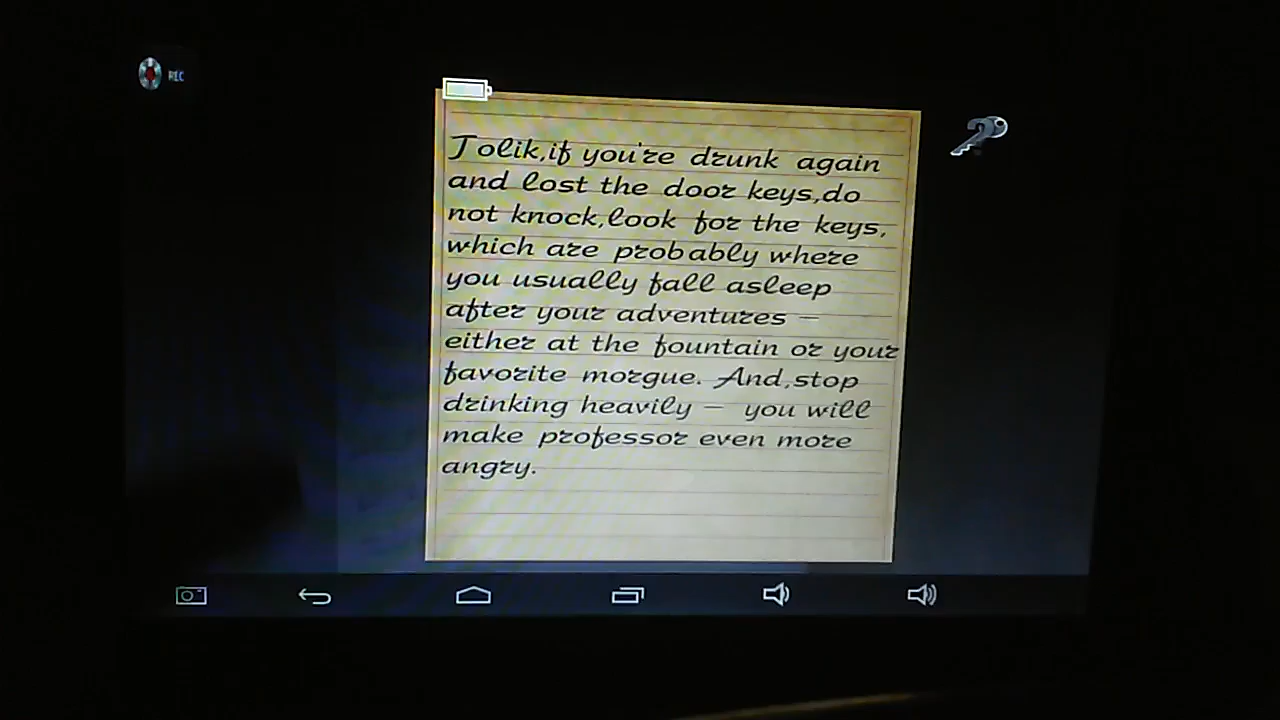 REC
Tolik,if you're drunk again
and lost the door keys,do
not knock,look for the keys,
which are probably where
you usually fall asleep
after your adventures –
either at the fountain or your
favorite morgue. And,stop
drinking heavily – you will
make professor even more
angry.